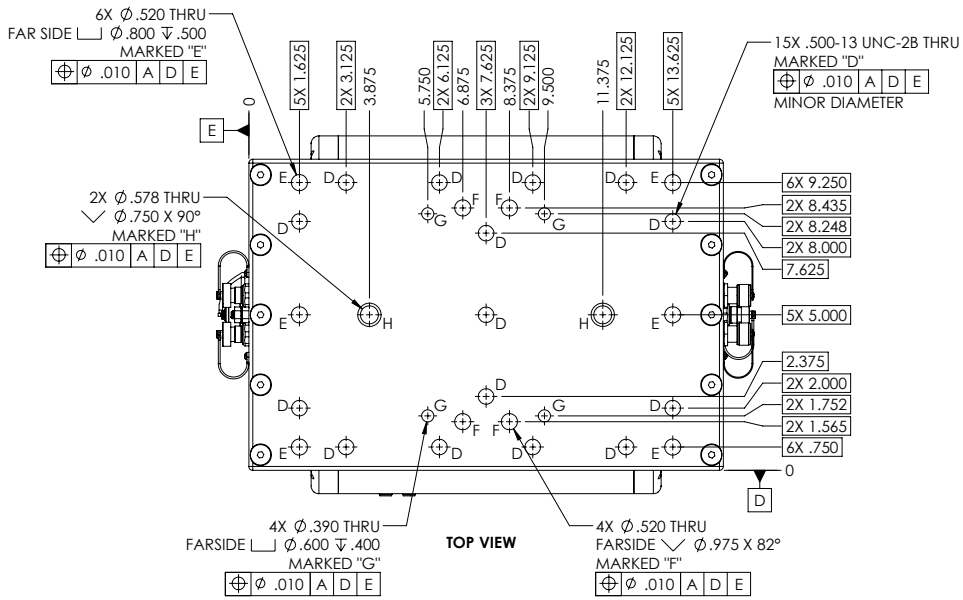 6X Ø.520 THRU
FAR SIDE ⌴ Ø.800 ↧.500
MARKED "E"
⌖ Ø .010 A D E
0
5X 1.625
2X 3.125
3.875
5.750
2X 6.125
6.875
3X 7.625
8.375
2X 9.125
9.500
11.375
2X 12.125
5X 13.625
15X .500-13 UNC-2B THRU
MARKED "D"
⌖ Ø .010 A D E
MINOR DIAMETER
E
2X Ø.578 THRU
⌵ Ø.750 X 90°
MARKED "H"
⌖ Ø .010 A D E
E D D D D E
F F
G G
D D D
E H D H E
D
D G G D
F F
E D D D D E
6X 9.250
2X 8.435
2X 8.248
2X 8.000
7.625
5X 5.000
2.375
2X 2.000
2X 1.752
2X 1.565
6X .750
0
D
4X Ø.390 THRU
FARSIDE ⌴ Ø.600 ↧.400
MARKED "G"
⌖ Ø .010 A D E
TOP VIEW
4X Ø.520 THRU
FARSIDE ⌵ Ø.975 X 82°
MARKED "F"
⌖ Ø .010 A D E